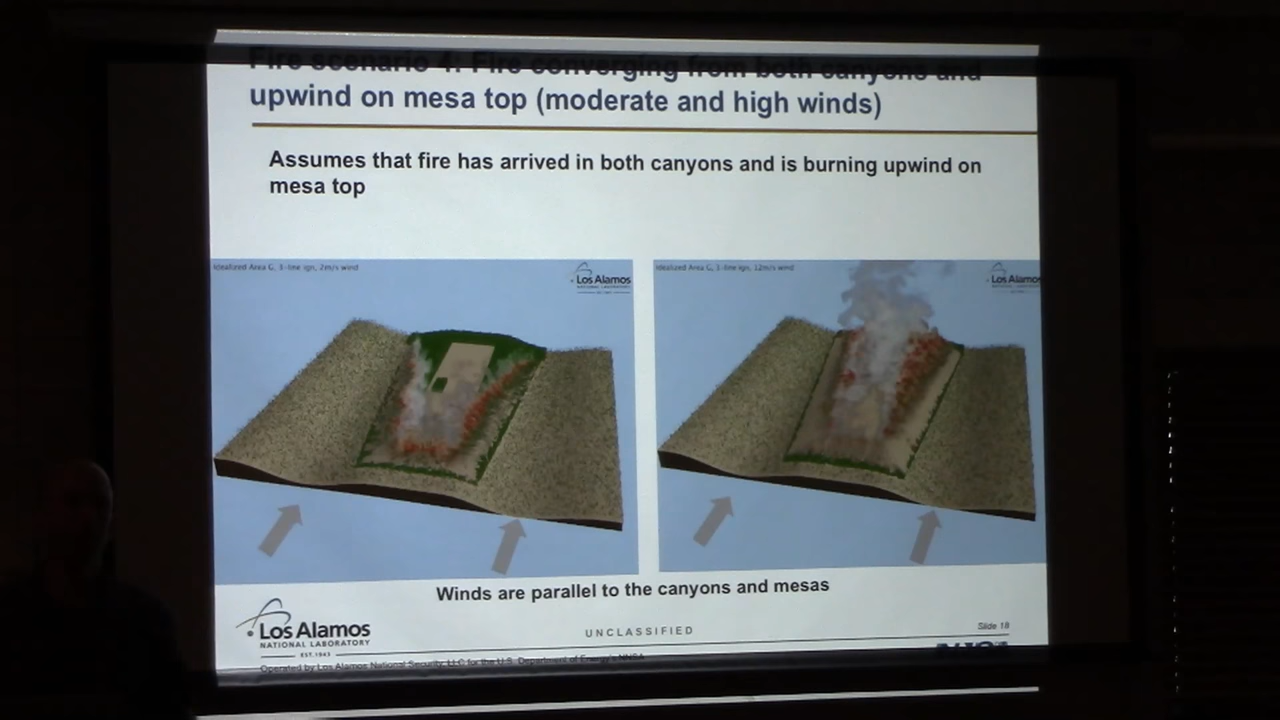 Fire scenario 4: Fire converging from both canyons and
upwind on mesa top (moderate and high winds)
Assumes that fire has arrived in both canyons and is burning upwind on
mesa top
Idealized Area G, 3-line ign, 2m/s wind
Los Alamos
NATIONAL LABORATORY
Idealized Area G, 3-line ign, 12m/s wind
Los Alamos
NATIONAL LABORATORY
Winds are parallel to the canyons and mesas
Los Alamos
NATIONAL LABORATORY
EST. 1943
UNCLASSIFIED
Slide 18
Operated by Los Alamos National Security, LLC for the U.S. Department of Energy's NNSA